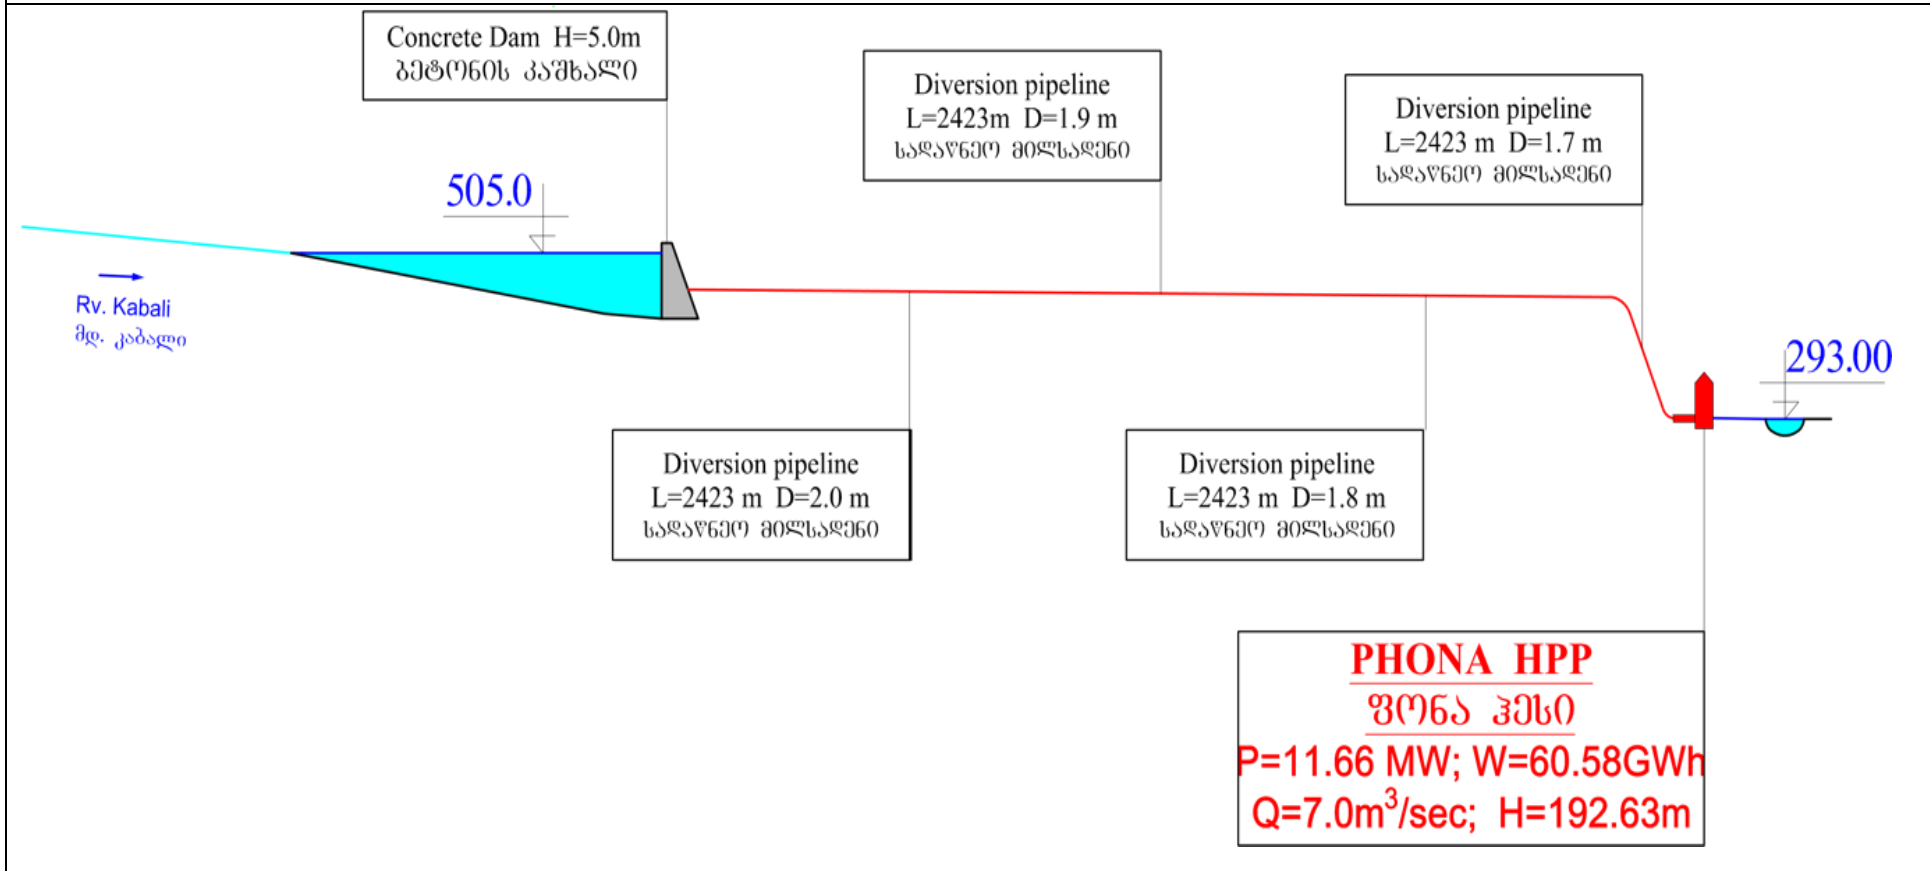 Concrete Dam H=5.0m
ბეტონის კაშხალი
Diversion pipeline
L=2423m D=1.9 m
სადაწნეო მილსადენი
Diversion pipeline
L=2423 m D=1.7 m
სადაწნეო მილსადენი
505.0
Rv. Kabali
მდ. კაბალი
293.00
Diversion pipeline
L=2423 m D=2.0 m
სადაწნეო მილსადენი
Diversion pipeline
L=2423 m D=1.8 m
სადაწნეო მილსადენი
PHONA HPP
ფონა ჰესი
P=11.66 MW; W=60.58GWh
Q=7.0m³/sec; H=192.63m